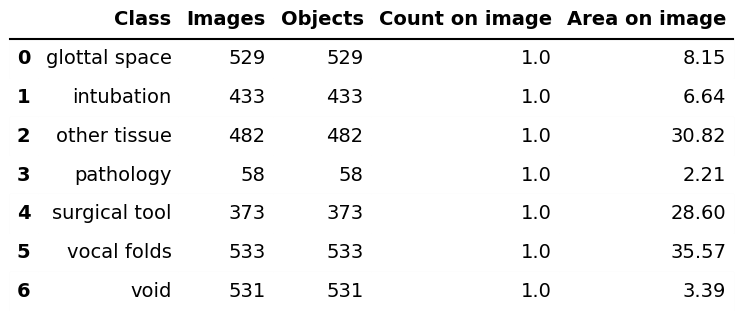 Class Images Objects Count on image Area on image
0 glottal space 529 529 1.0 8.15
1 intubation 433 433 1.0 6.64
2 other tissue 482 482 1.0 30.82
3 pathology 58 58 1.0 2.21
4 surgical tool 373 373 1.0 28.60
5 vocal folds 533 533 1.0 35.57
6 void 531 531 1.0 3.39